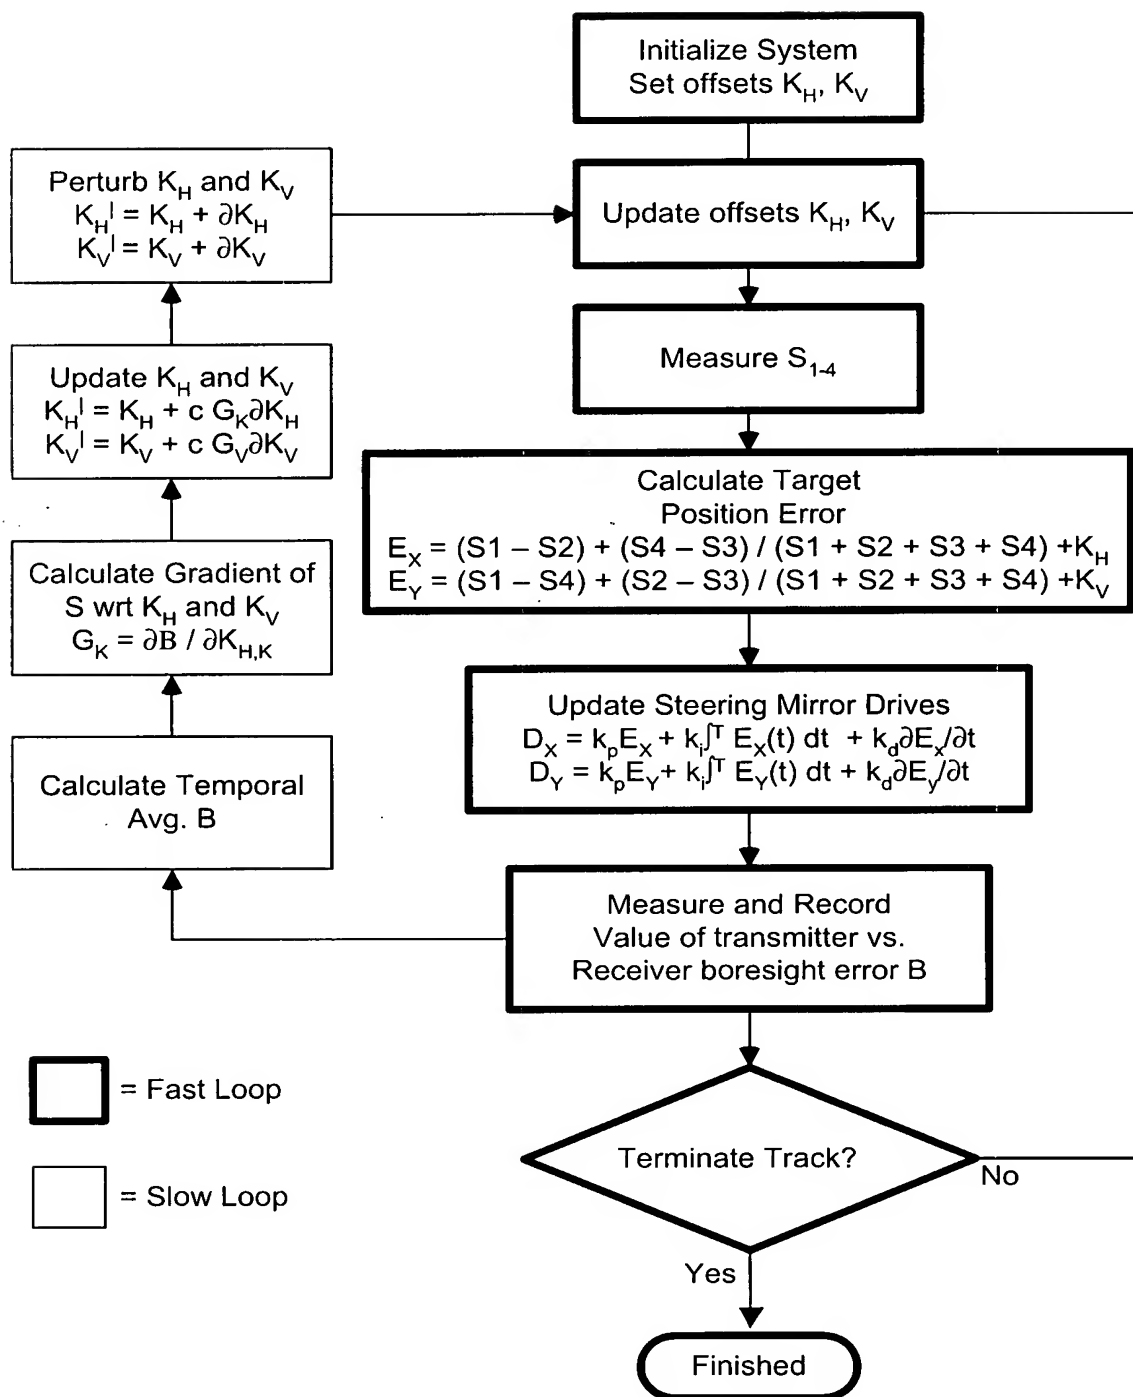 Initialize System
Set offsets K_H, K_V
Perturb K_H and K_V
K_H^| = K_H + ∂K_H
K_V^| = K_V + ∂K_V
Update offsets K_H, K_V
Measure S_1-4
Update K_H and K_V
K_H^| = K_H + c G_K∂K_H
K_V^| = K_V + c G_V∂K_V
Calculate Target
Position Error
E_X = (S1 – S2) + (S4 – S3) / (S1 + S2 + S3 + S4) +K_H
E_Y = (S1 – S4) + (S2 – S3) / (S1 + S2 + S3 + S4) +K_V
Calculate Gradient of
S wrt K_H and K_V
G_K = ∂B / ∂K_H,K
Update Steering Mirror Drives
D_X = k_pE_X + k_i∫^T E_X(t) dt + k_d∂E_x/∂t
D_Y = k_pE_Y + k_i∫^T E_Y(t) dt + k_d∂E_y/∂t
Calculate Temporal
Avg. B
Measure and Record
Value of transmitter vs.
Receiver boresight error B
= Fast Loop
Terminate Track?
No
= Slow Loop
Yes
Finished